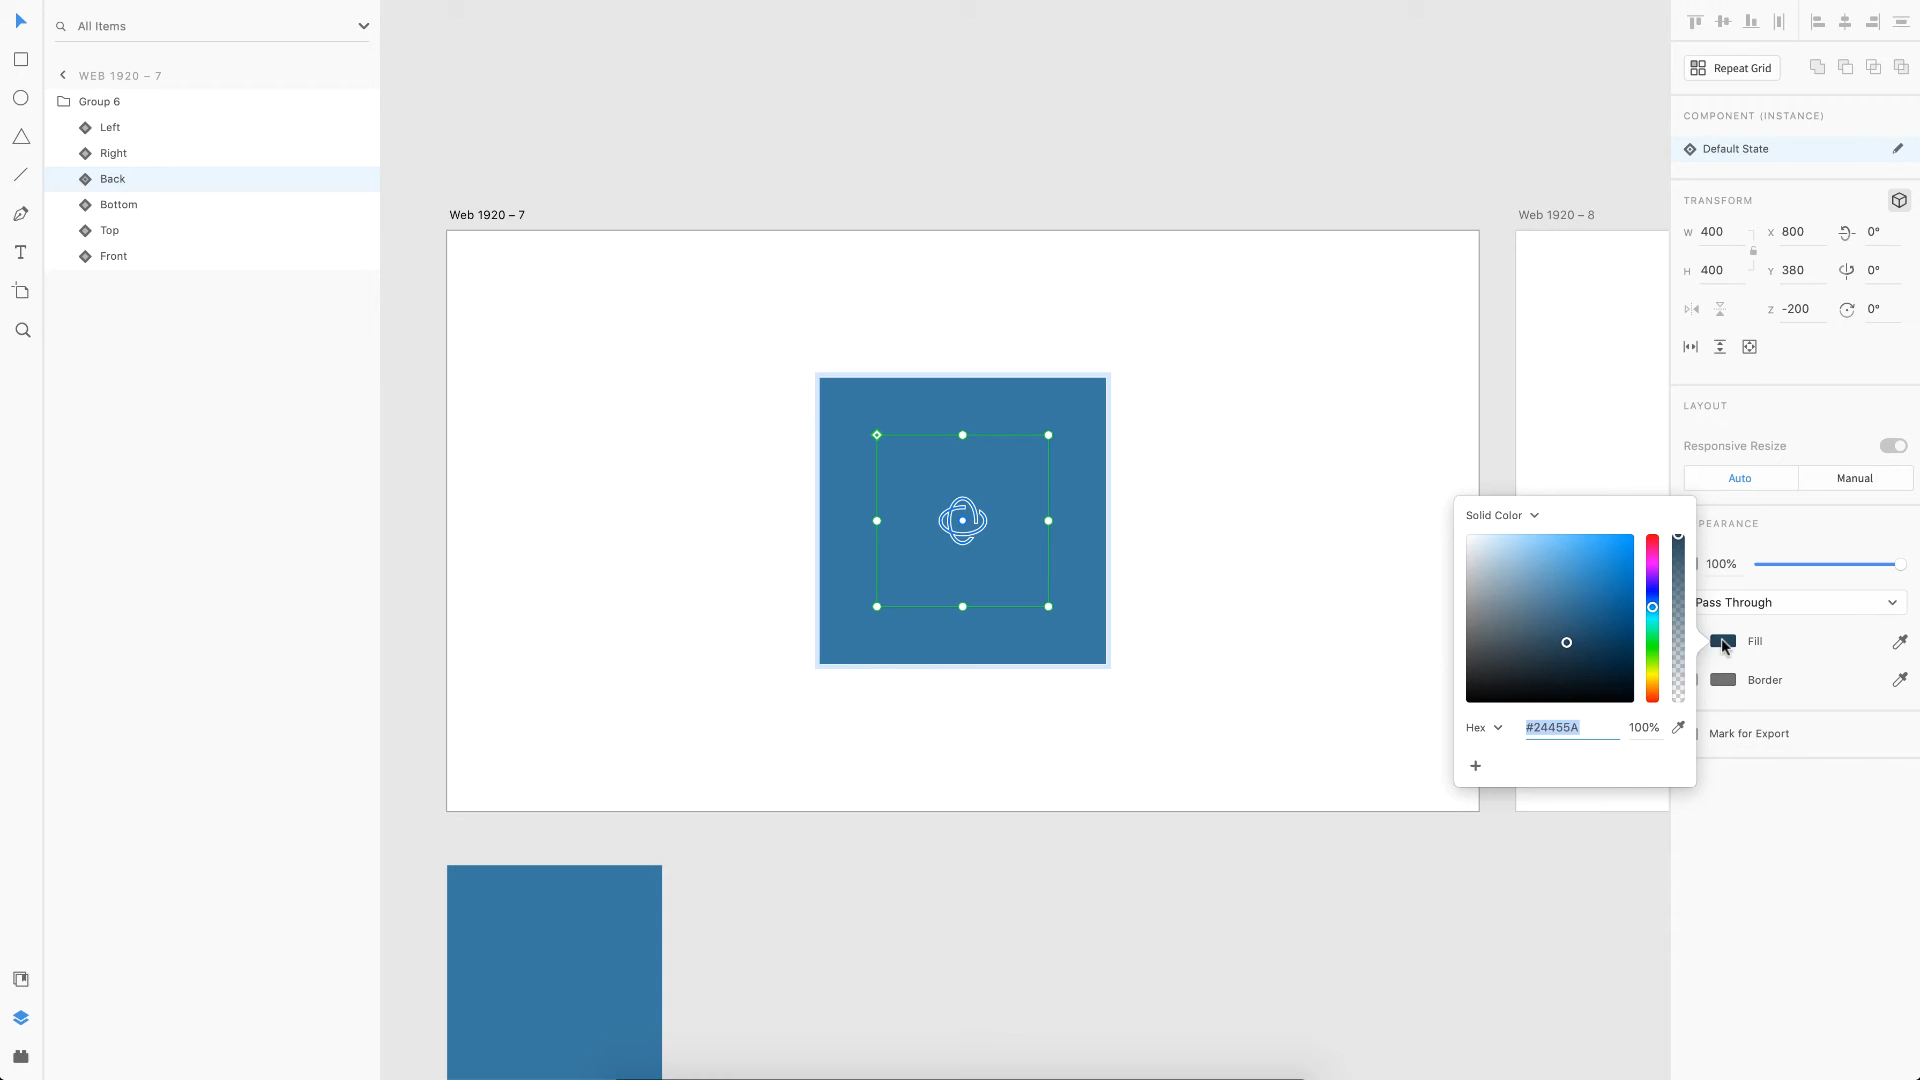 All Items
WEB 1920 – 7
Group 6
Left
Right
Back
Bottom
Top
Front
Web 1920 – 7
Web 1920 – 8
Repeat Grid
COMPONENT (INSTANCE)
Default State
TRANSFORM
W 400 X 800 0°
H 400 Y 380 0°
Z -200 0°
LAYOUT
Responsive Resize
Auto Manual
PEARANCE
100%
Pass Through
Fill
Border
Mark for Export
Solid Color
Hex #24455A 100%